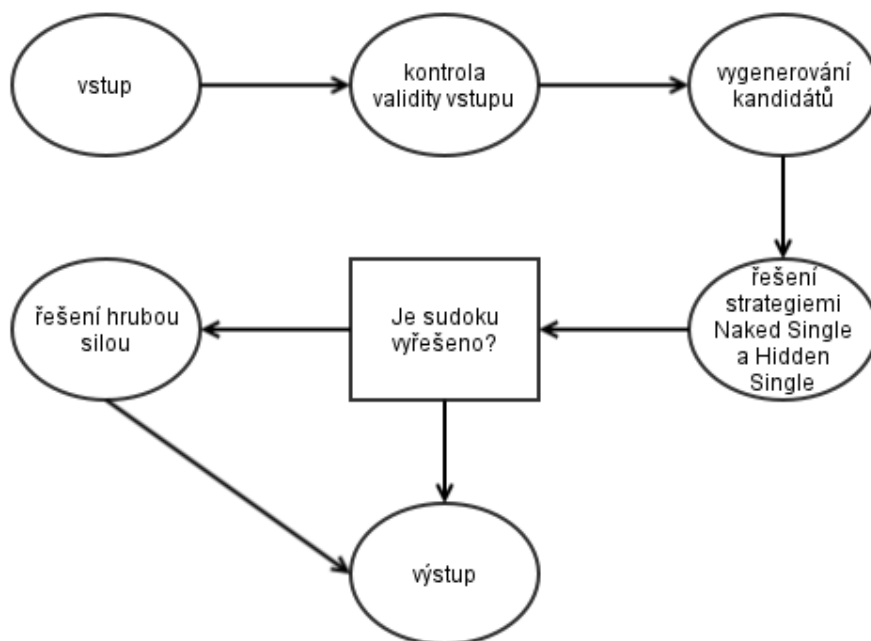 vstup
kontrola
validity vstupu
vygenerování
kandidátů
řešení
strategiemi
Naked Single
a Hidden
Single
Je sudoku
vyřešeno?
řešení hrubou
silou
výstup